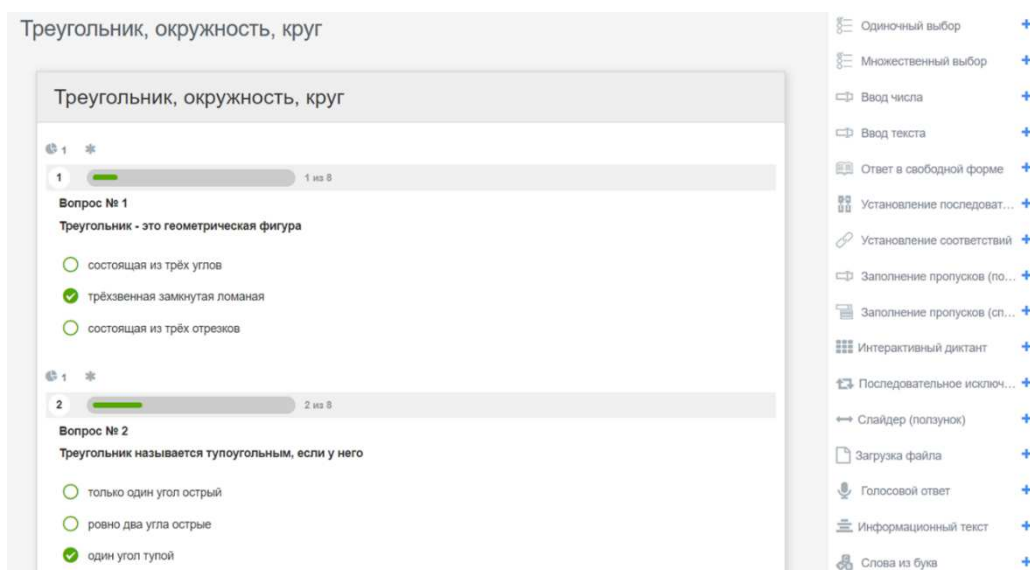 Треугольник, окружность, круг
Треугольник, окружность, круг
1
1
1 из 8
Вопрос № 1
Треугольник - это геометрическая фигура
состоящая из трёх углов
трёхзвенная замкнутая ломаная
состоящая из трёх отрезков
1
2
2 из 8
Вопрос № 2
Треугольник называется тупоугольным, если у него
только один угол острый
ровно два угла острые
один угол тупой
Одиночный выбор
Множественный выбор
Ввод числа
Ввод текста
Ответ в свободной форме
Установление последоват...
Установление соответствий
Заполнение пропусков (по...
Заполнение пропусков (сп...
Интерактивный диктант
Последовательное исключ...
Слайдер (ползунок)
Загрузка файла
Голосовой ответ
Информационный текст
Слова из букв